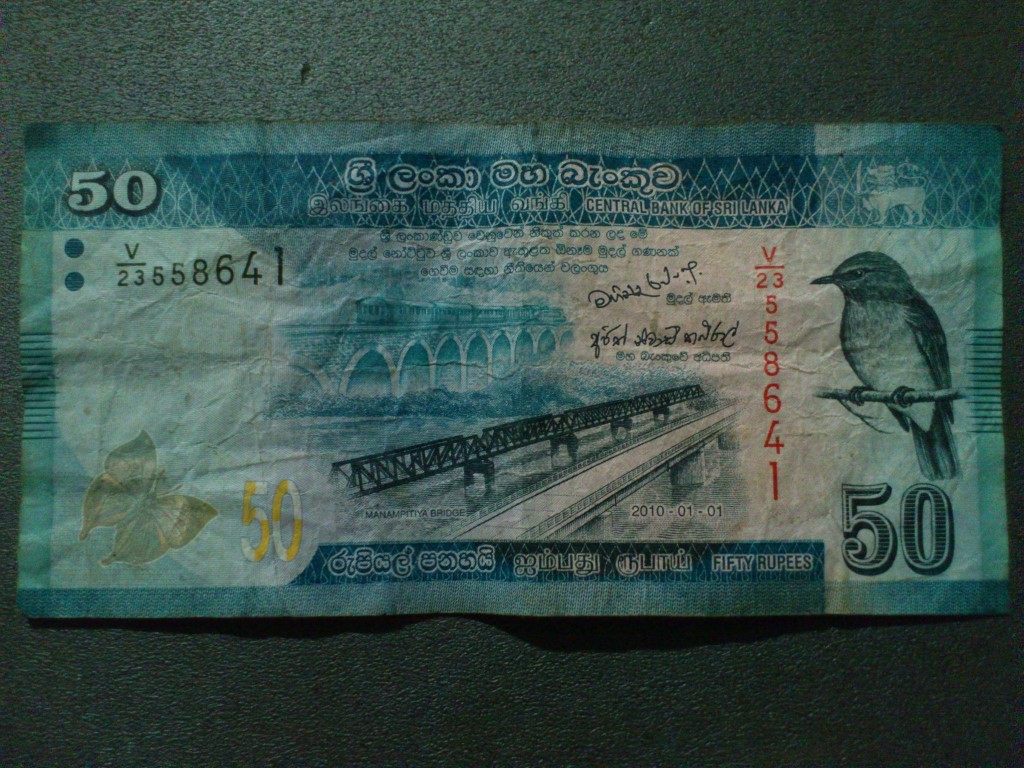 50
ශ්‍රී ලංකා මහ බැංකුව
இலங்கை மத்திய வங்கி CENTRAL BANK OF SRI LANKA
ශ්‍රී ලංකාණ්ඩුව වෙනුවෙන් නිකුත් කරන ලද මේ
මුදල් නෝට්ටුව ශ්‍රී ලංකාව ඇතුළත ඕනෑම මුදල් ගණනක්
ගෙවීම සඳහා නීතියෙන් වලංගුය
V/23 558641
මුදල් ඇමති
මහ බැංකුවේ අධිපති
V/23 558641
MANAMPITIYA BRIDGE
2010-01-01
50
50
රුපියල් පනහයි ஐம்பது ரூபாய் FIFTY RUPEES